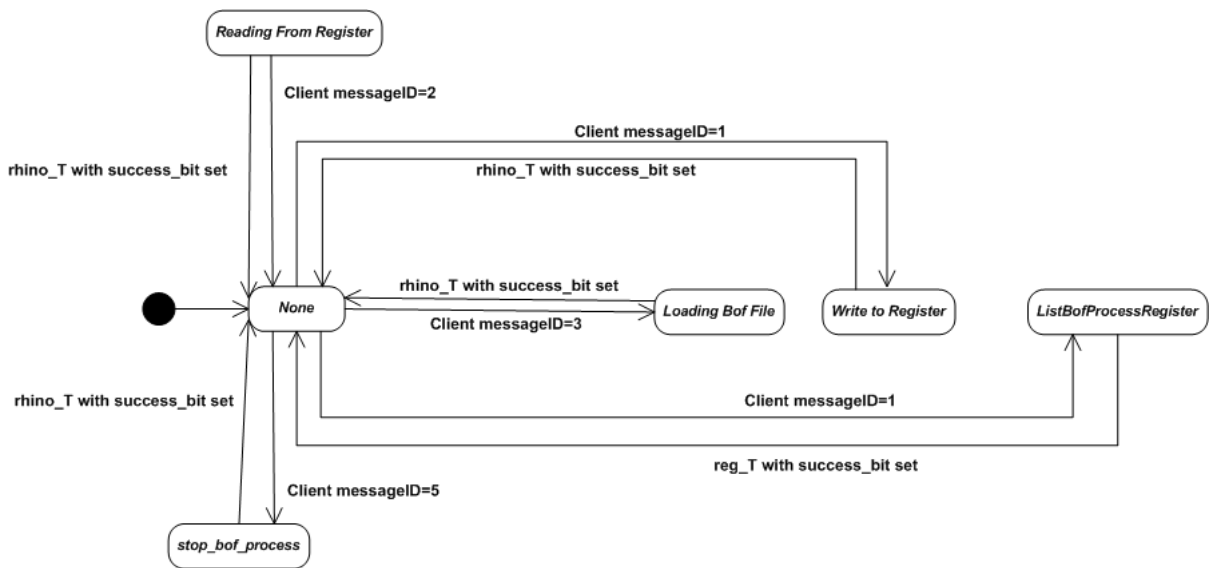 Reading From Register
Client messageID=2
Client messageID=1
rhino_T with success_bit set
rhino_T with success_bit set
rhino_T with success_bit set
None
Loading Bof File
Write to Register
ListBofProcessRegister
Client messageID=3
rhino_T with success_bit set
Client messageID=1
reg_T with success_bit set
Client messageID=5
stop_bof_process